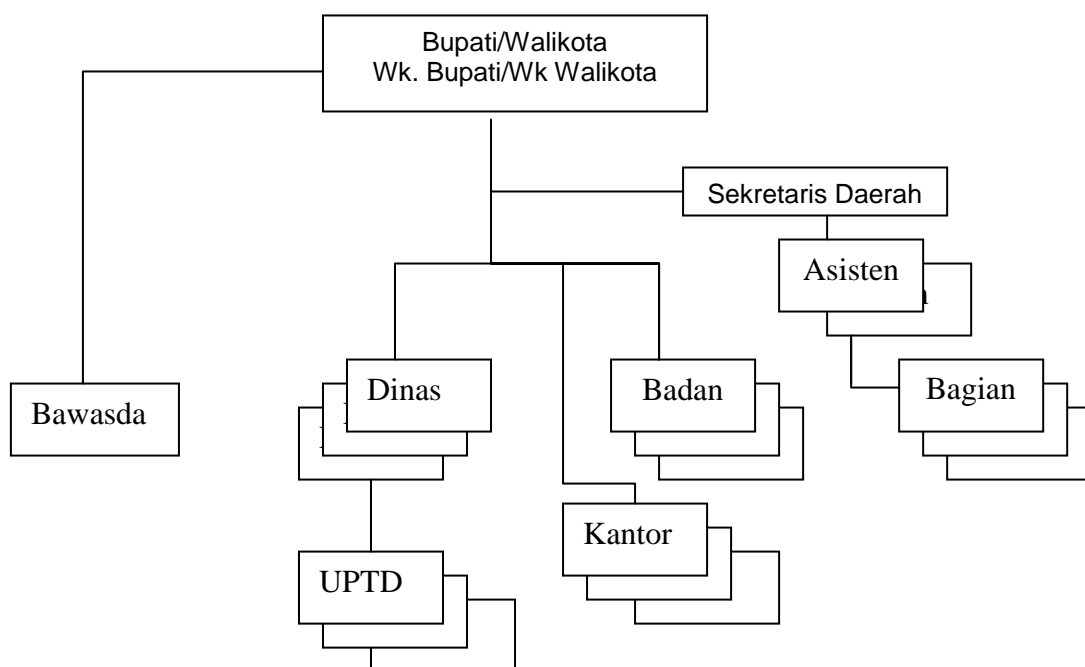 Bupati/Walikota
Wk. Bupati/Wk Walikota
Sekretaris Daerah
Asisten
Dinas
Badan
Bagian
Bawasda
Kantor
UPTD